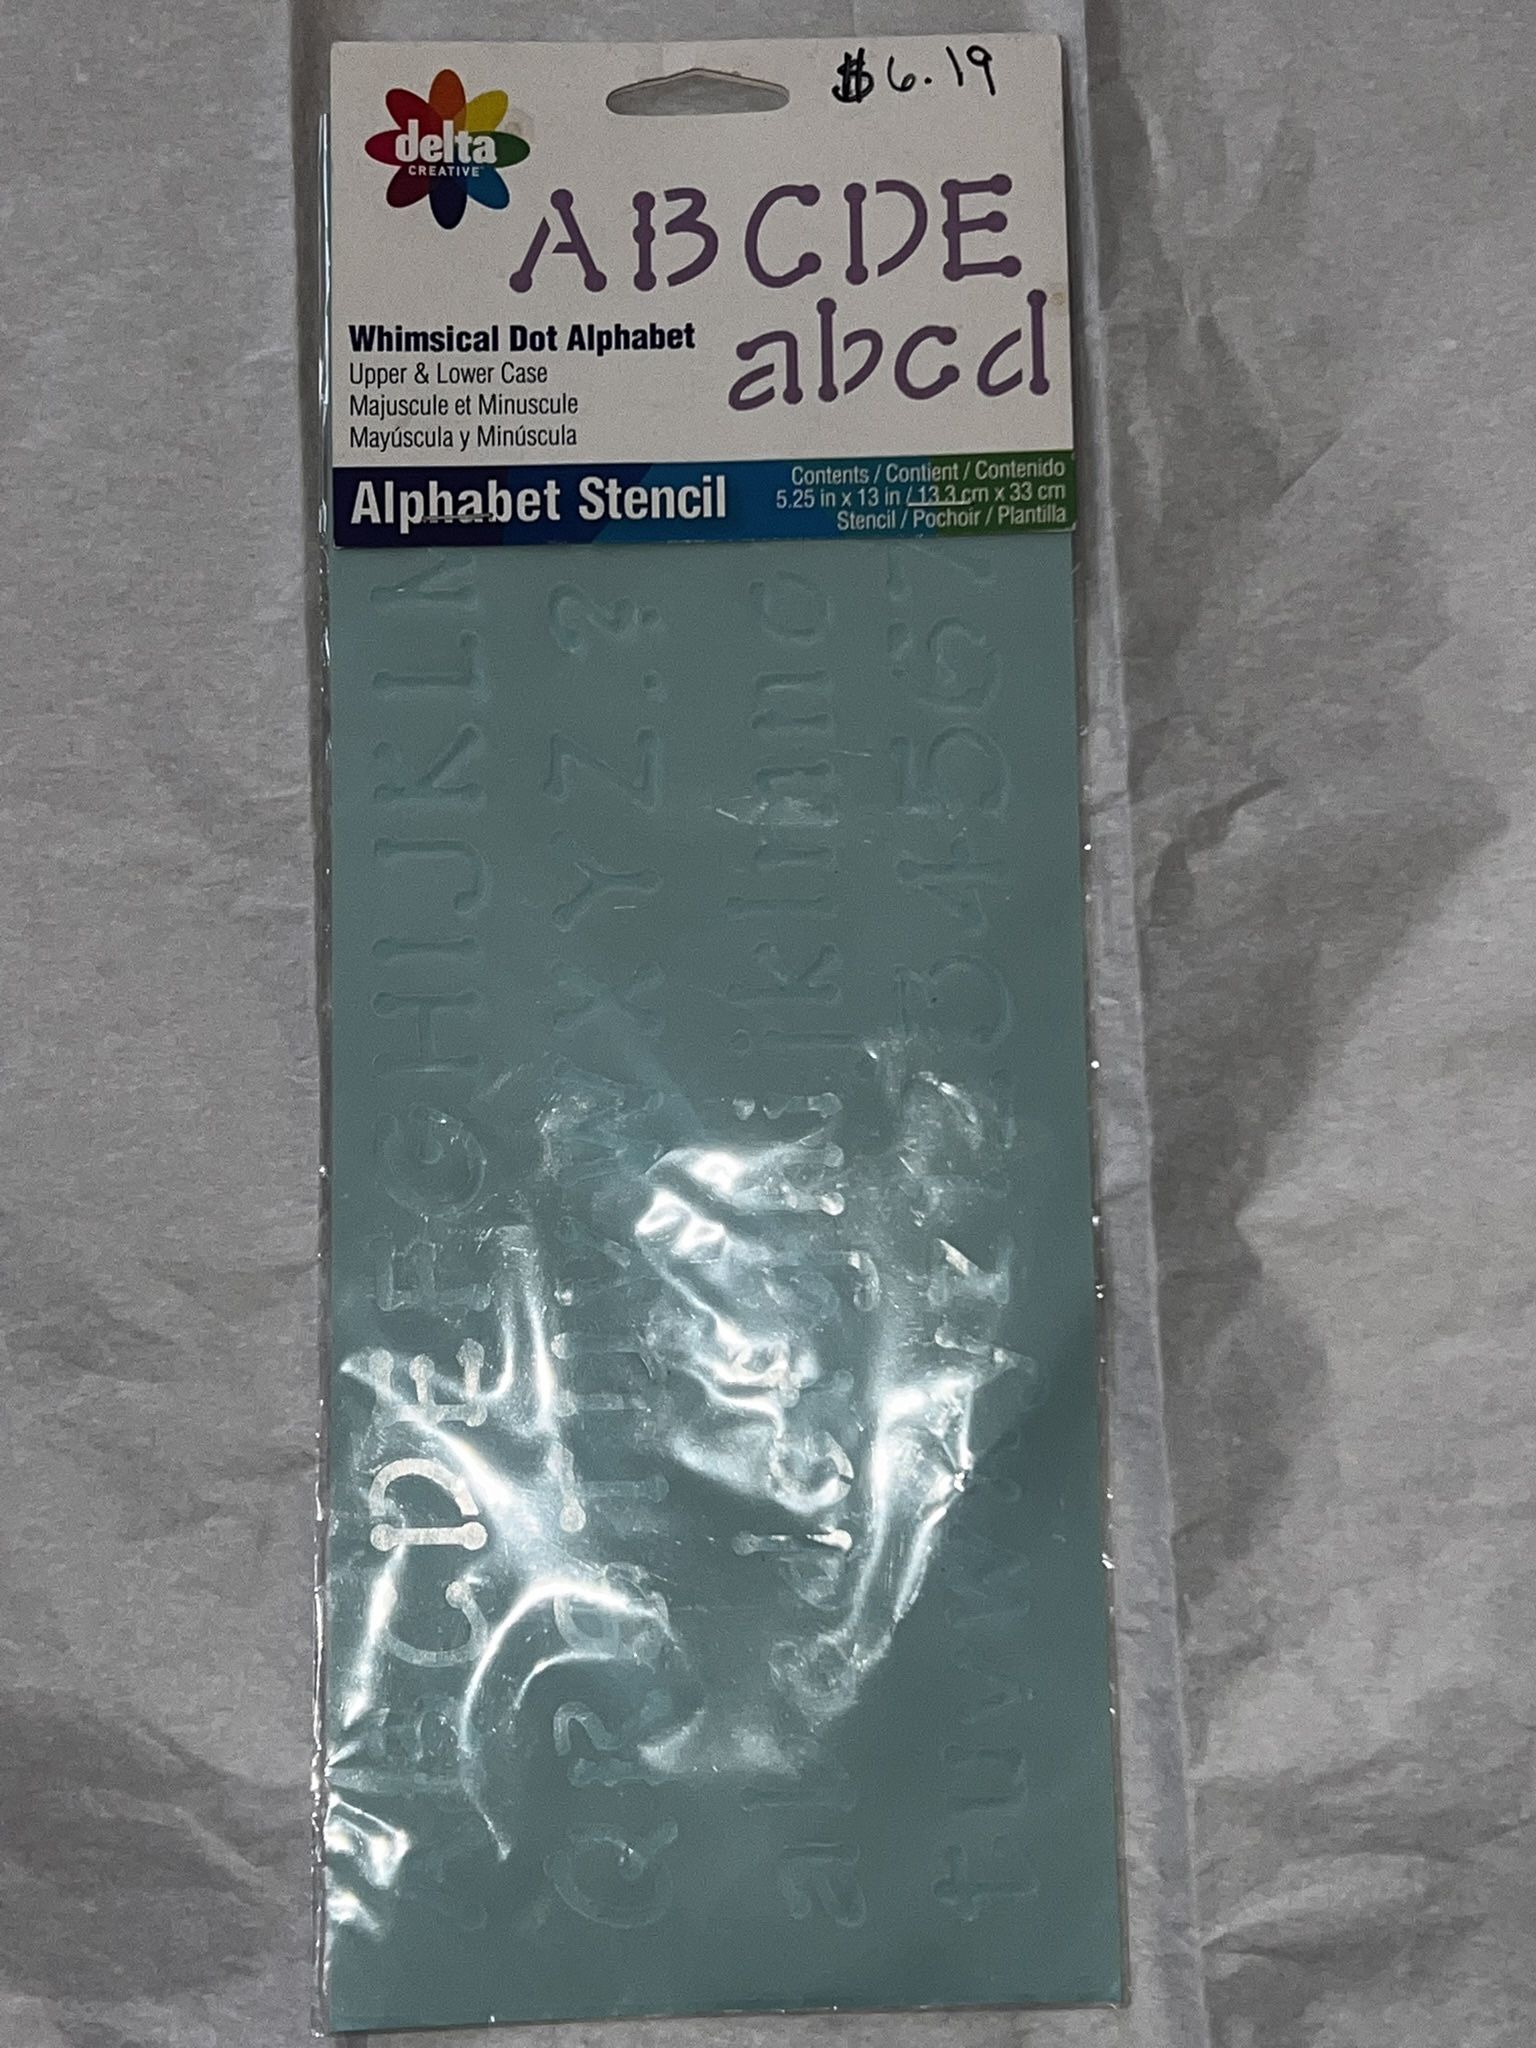 $6.19
delta
CREATIVE
ABCDE
abcd
Whimsical Dot Alphabet
Upper & Lower Case
Majuscule et Minuscule
Mayúscula y Minúscula
Alphabet Stencil
Contents / Contient / Contenido
5.25 in x 13 in / 13.3 cm x 33 cm
Stencil / Pochoir / Plantilla